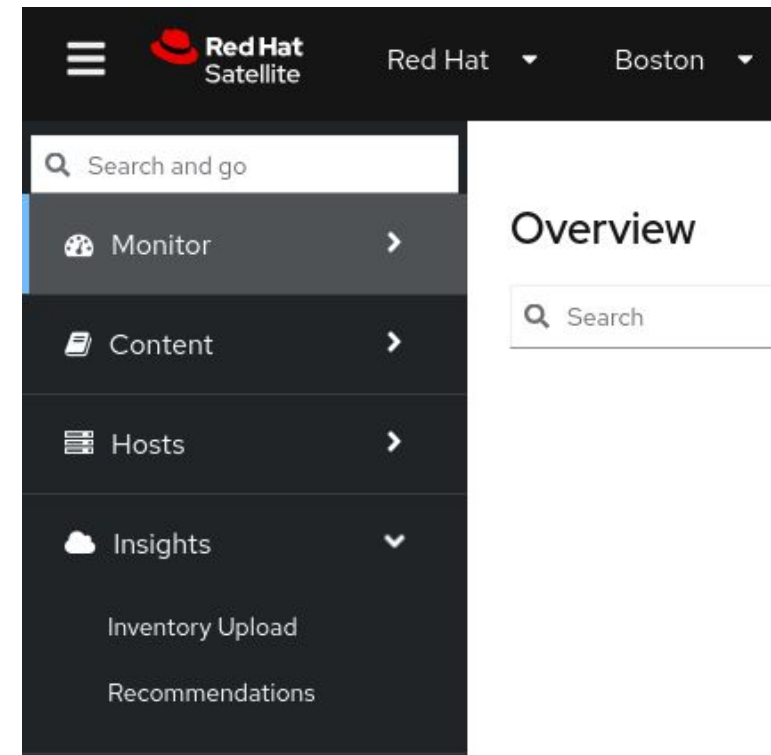 Red Hat
Satellite
Red Hat
Boston
Search and go
Monitor
Content
Hosts
Insights
Inventory Upload
Recommendations
Overview
Search